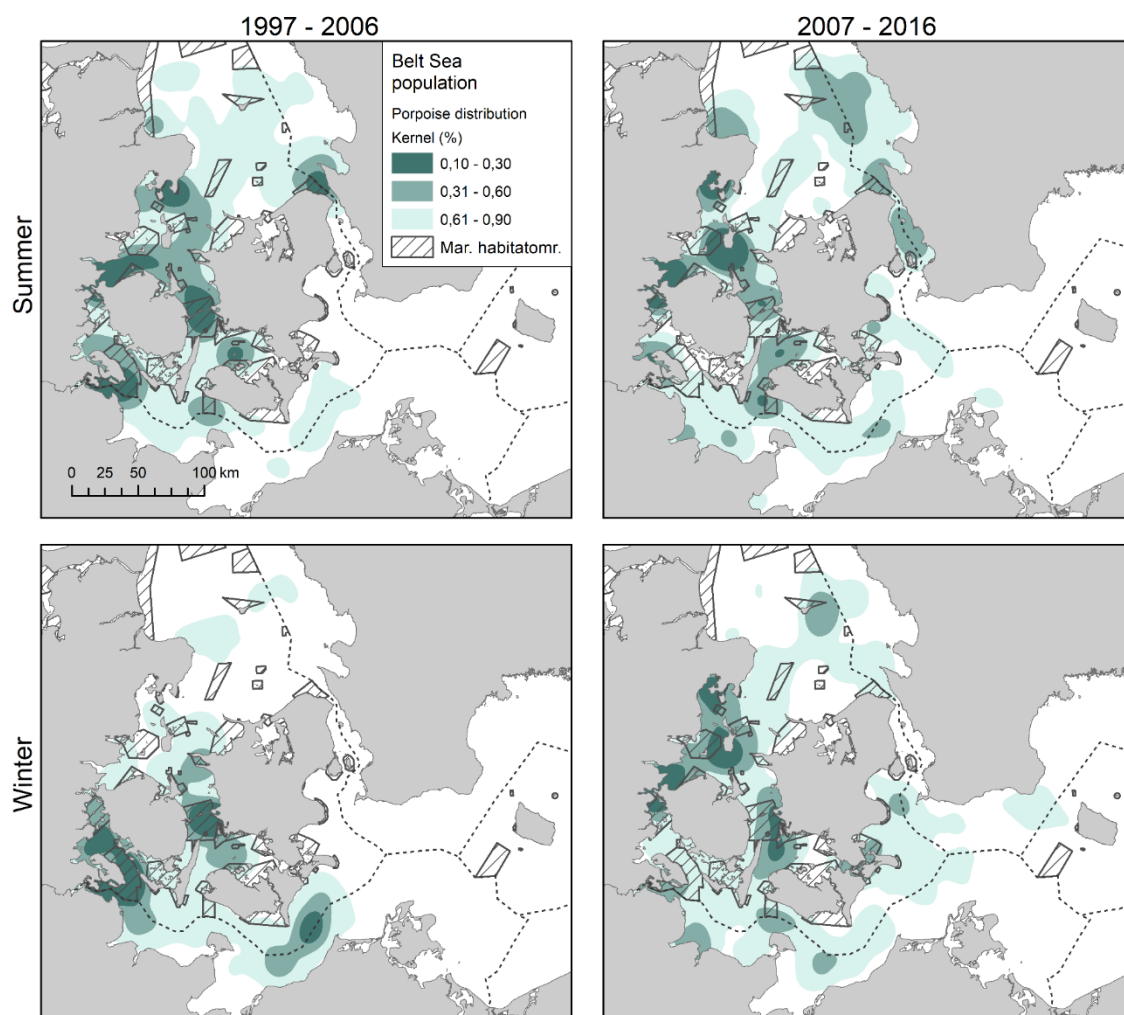 1997 - 2006
2007 - 2016
Summer
Belt Sea
population
Porpoise distribution
Kernel (%)
0,10 - 0,30
0,31 - 0,60
0,61 - 0,90
Mar. habitatomr.
0 25 50 100 km
Winter